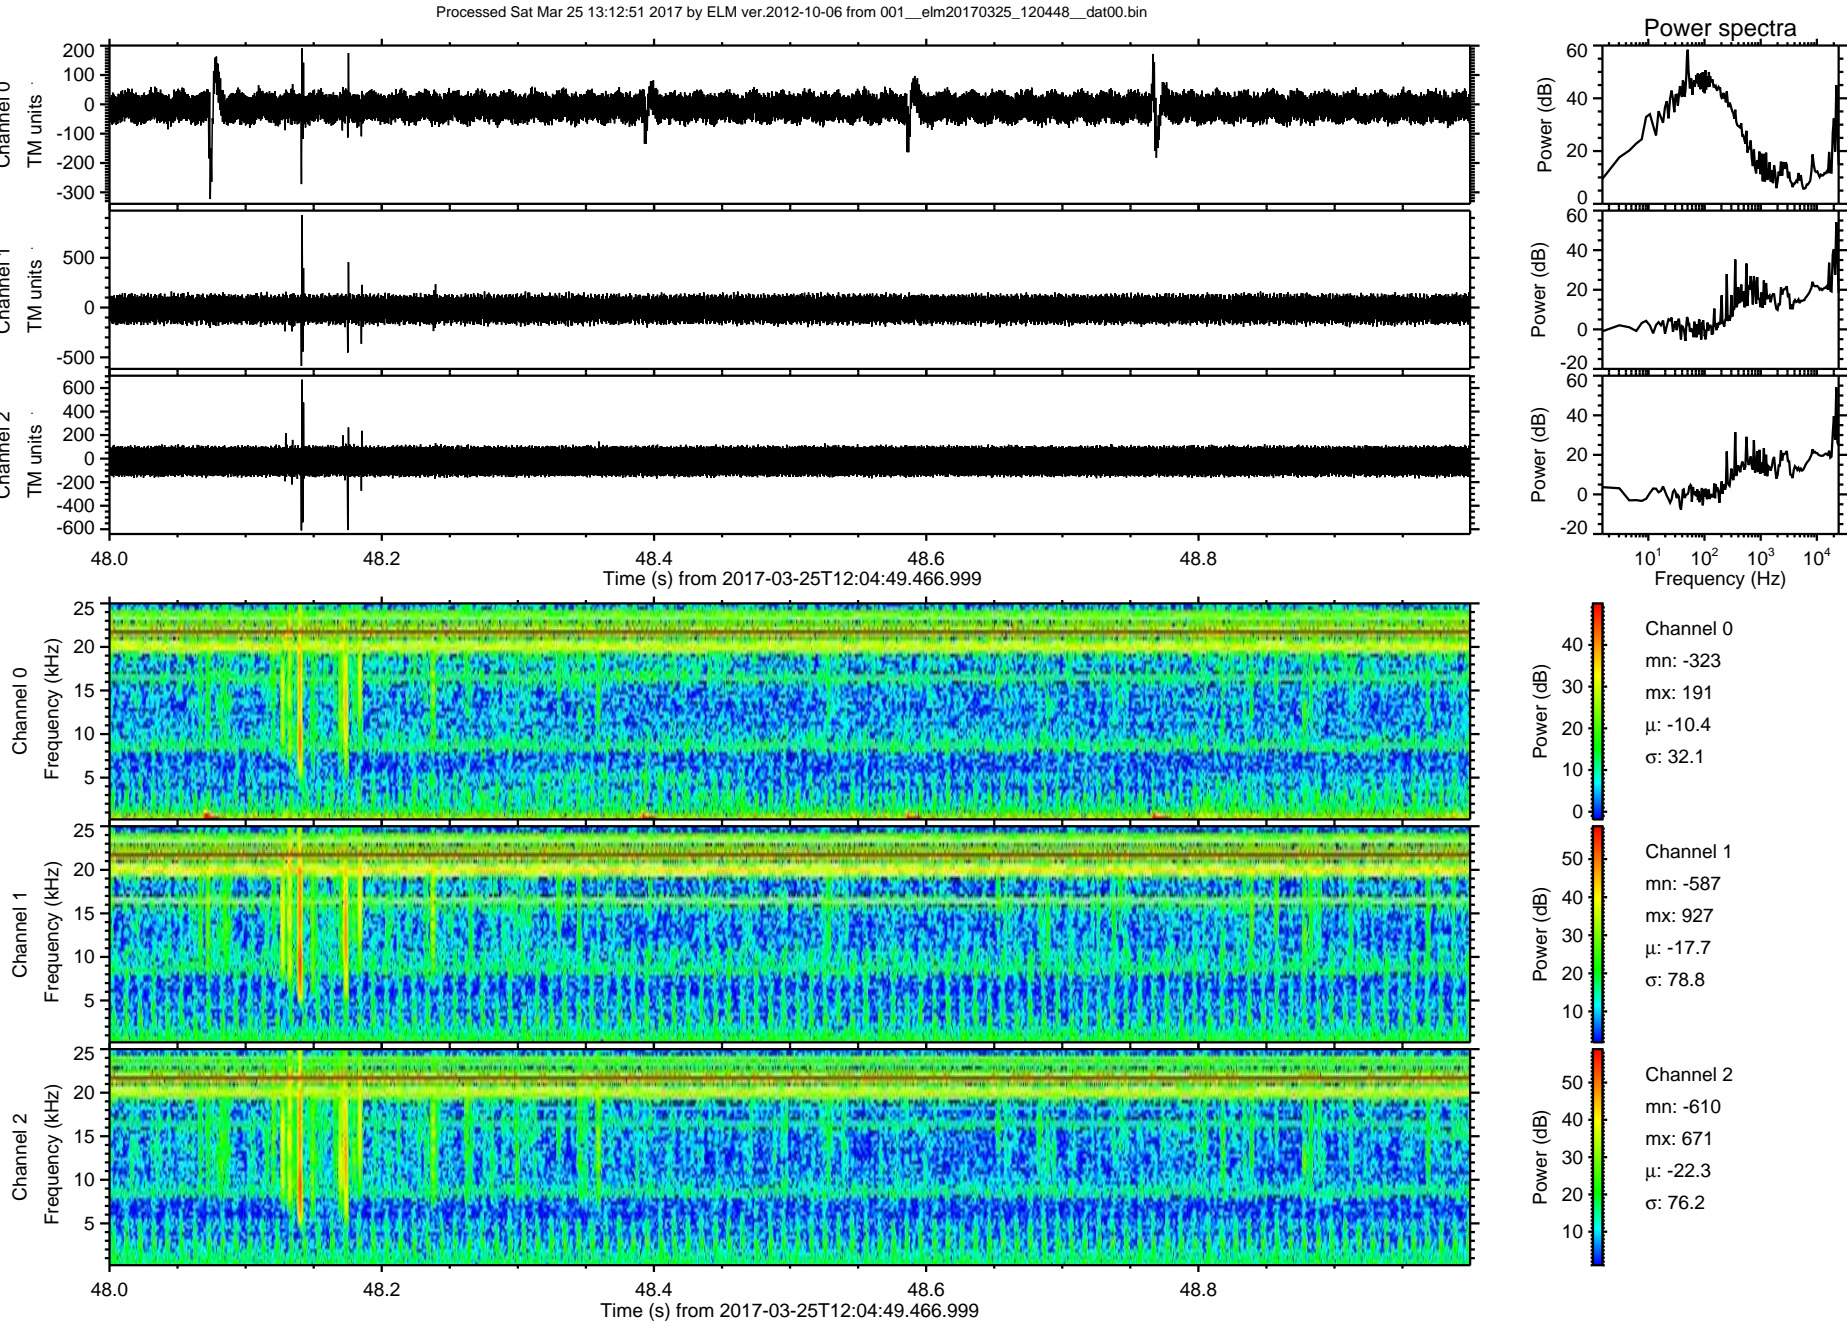 Processed Sat Mar 25 13:12:51 2017 by ELM ver.2012-10-06 from 001__elm20170325_120448__dat00.bin
Power spectra
Channel 0
TM units
200
100
0
-100
-200
-300
Power (dB)
60
40
20
0
Channel 1
TM units
500
0
-500
Power (dB)
60
40
20
0
-20
Channel 2
TM units
600
400
200
0
-200
-400
-600
Power (dB)
60
40
20
0
-20
48.0 48.2 48.4 48.6 48.8
Time (s) from 2017-03-25T12:04:49.466.999
10¹ 10² 10³ 10⁴
Frequency (Hz)
Channel 0
Frequency (kHz)
25
20
15
10
5
Power (dB)
40
30
20
10
0
Channel 0
mn: -323
mx: 191
μ: -10.4
σ: 32.1
Channel 1
Frequency (kHz)
25
20
15
10
5
Power (dB)
50
40
30
20
10
Channel 1
mn: -587
mx: 927
μ: -17.7
σ: 78.8
Channel 2
Frequency (kHz)
25
20
15
10
5
Power (dB)
50
40
30
20
10
Channel 2
mn: -610
mx: 671
μ: -22.3
σ: 76.2
48.0 48.2 48.4 48.6 48.8
Time (s) from 2017-03-25T12:04:49.466.999